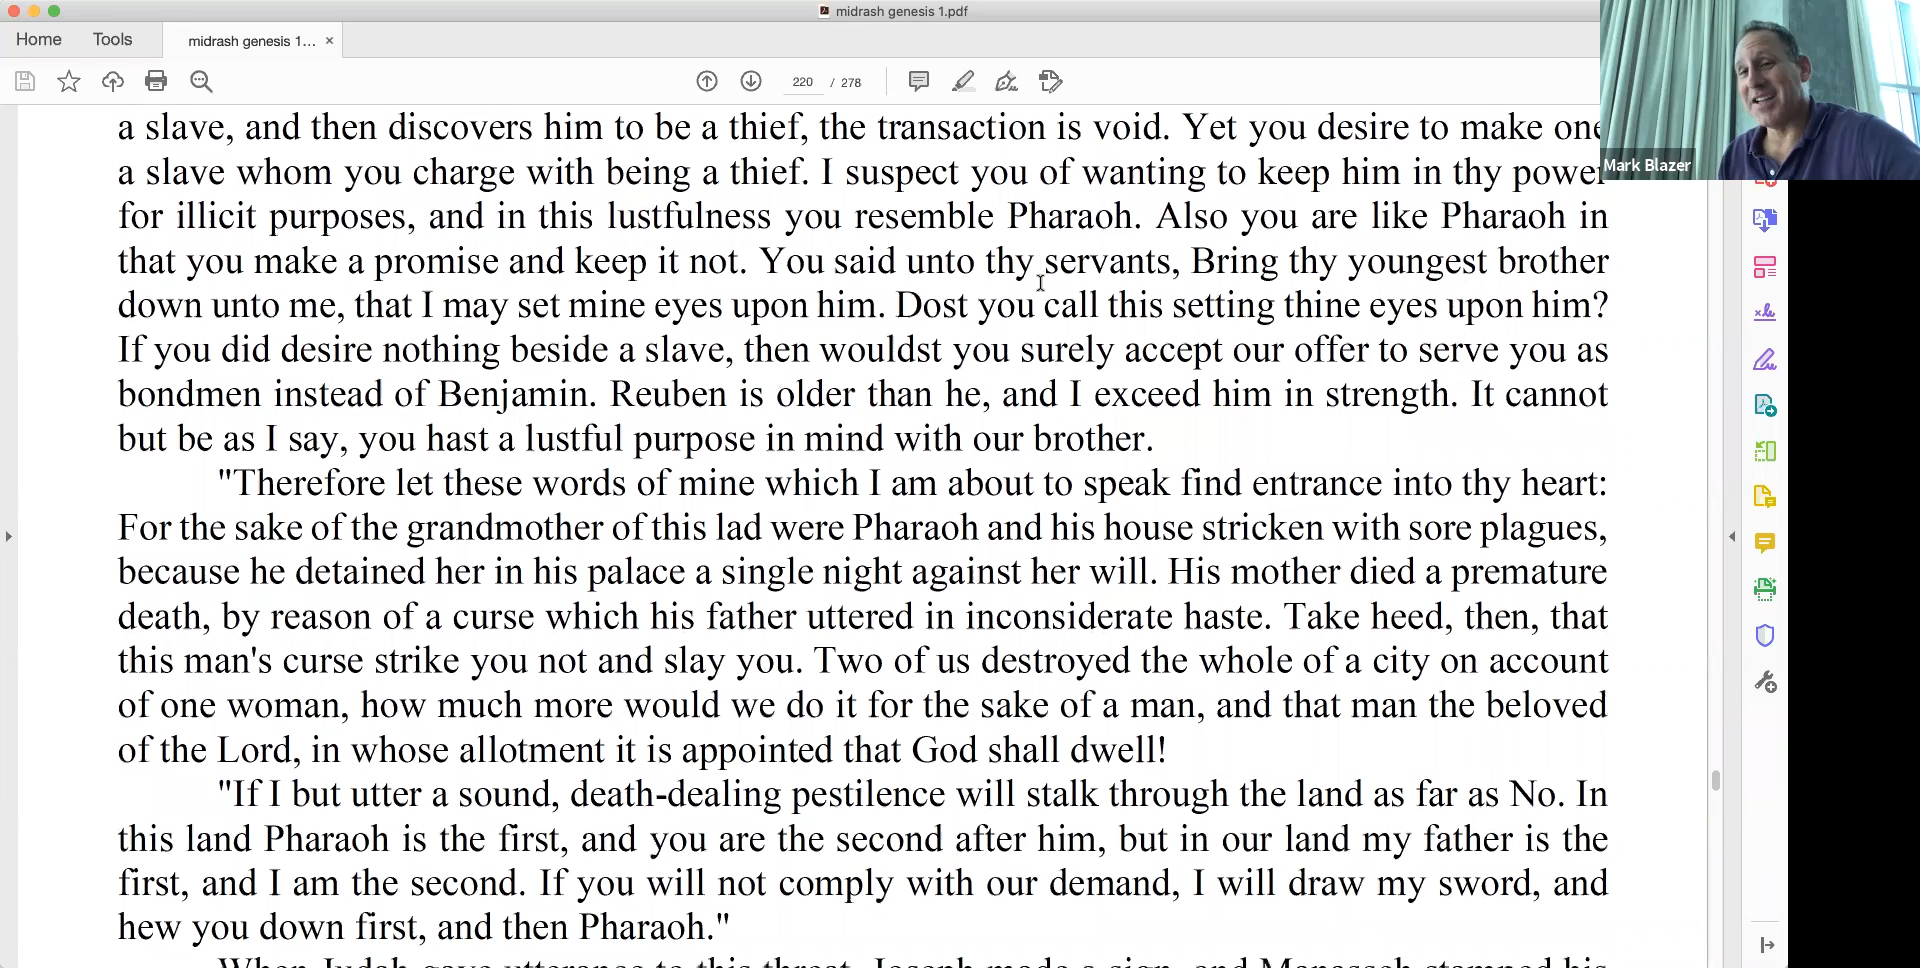 midrash genesis 1.pdf
Home Tools midrash genesis 1... ×
220 / 278
Mark Blazer
a slave, and then discovers him to be a thief, the transaction is void. Yet you desire to make one
a slave whom you charge with being a thief. I suspect you of wanting to keep him in thy power
for illicit purposes, and in this lustfulness you resemble Pharaoh. Also you are like Pharaoh in
that you make a promise and keep it not. You said unto thy servants, Bring thy youngest brother
down unto me, that I may set mine eyes upon him. Dost you call this setting thine eyes upon him?
If you did desire nothing beside a slave, then wouldst you surely accept our offer to serve you as
bondmen instead of Benjamin. Reuben is older than he, and I exceed him in strength. It cannot
but be as I say, you hast a lustful purpose in mind with our brother.
"Therefore let these words of mine which I am about to speak find entrance into thy heart:
For the sake of the grandmother of this lad were Pharaoh and his house stricken with sore plagues,
because he detained her in his palace a single night against her will. His mother died a premature
death, by reason of a curse which his father uttered in inconsiderate haste. Take heed, then, that
this man's curse strike you not and slay you. Two of us destroyed the whole of a city on account
of one woman, how much more would we do it for the sake of a man, and that man the beloved
of the Lord, in whose allotment it is appointed that God shall dwell!
"If I but utter a sound, death-dealing pestilence will stalk through the land as far as No. In
this land Pharaoh is the first, and you are the second after him, but in our land my father is the
first, and I am the second. If you will not comply with our demand, I will draw my sword, and
hew you down first, and then Pharaoh."
When Judah gave utterance to this threat, Joseph made a sign, and Manasseh stamped his